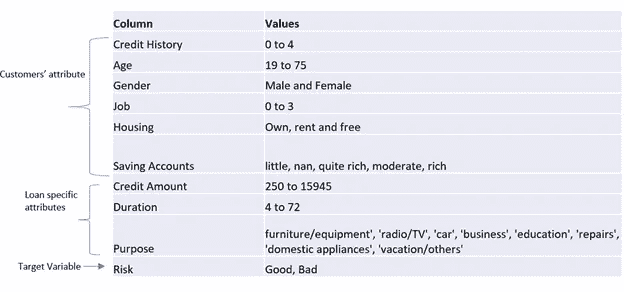 Column Values
Credit History 0 to 4
Customers' attribute
Age 19 to 75
Gender Male and Female
Job 0 to 3
Housing Own, rent and free
Saving Accounts little, nan, quite rich, moderate, rich
Loan specific
attributes
Credit Amount 250 to 15945
Duration 4 to 72
Purpose furniture/equipment', 'radio/TV', 'car', 'business', 'education', 'repairs',
'domestic appliances', 'vacation/others'
Target Variable
Risk Good, Bad